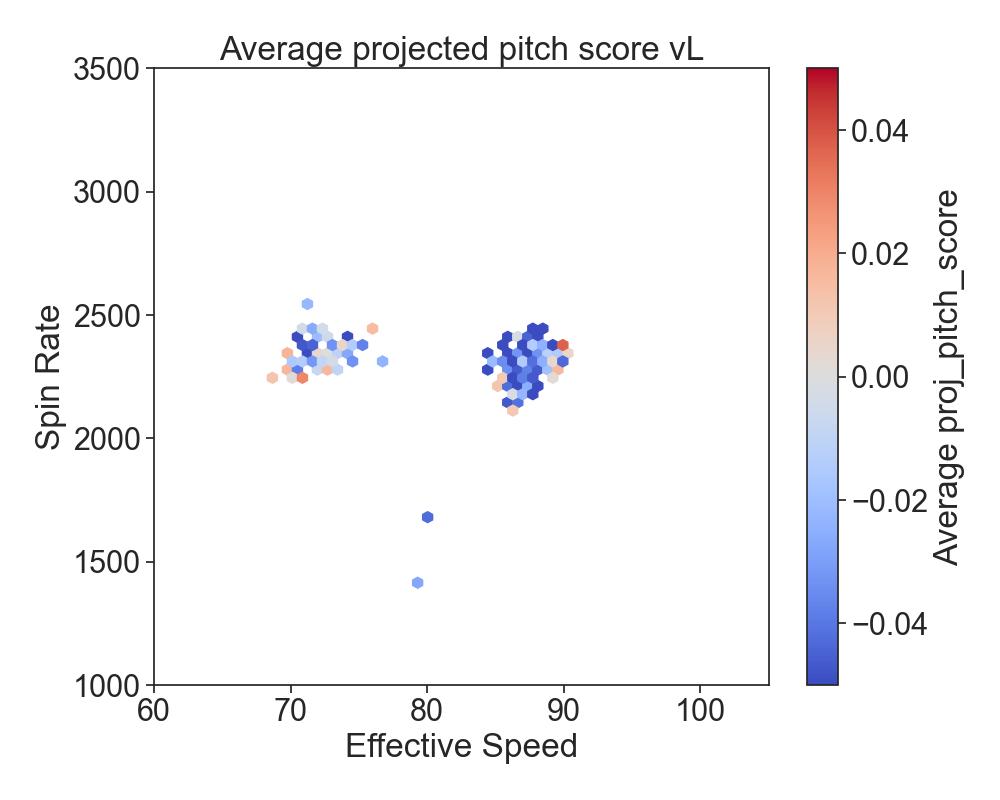 Average projected pitch score vL
3500
3000
2500
2000
1500
1000
Spin Rate
60 70 80 90 100
Effective Speed
0.04
0.02
0.00
−0.02
−0.04
Average proj_pitch_score